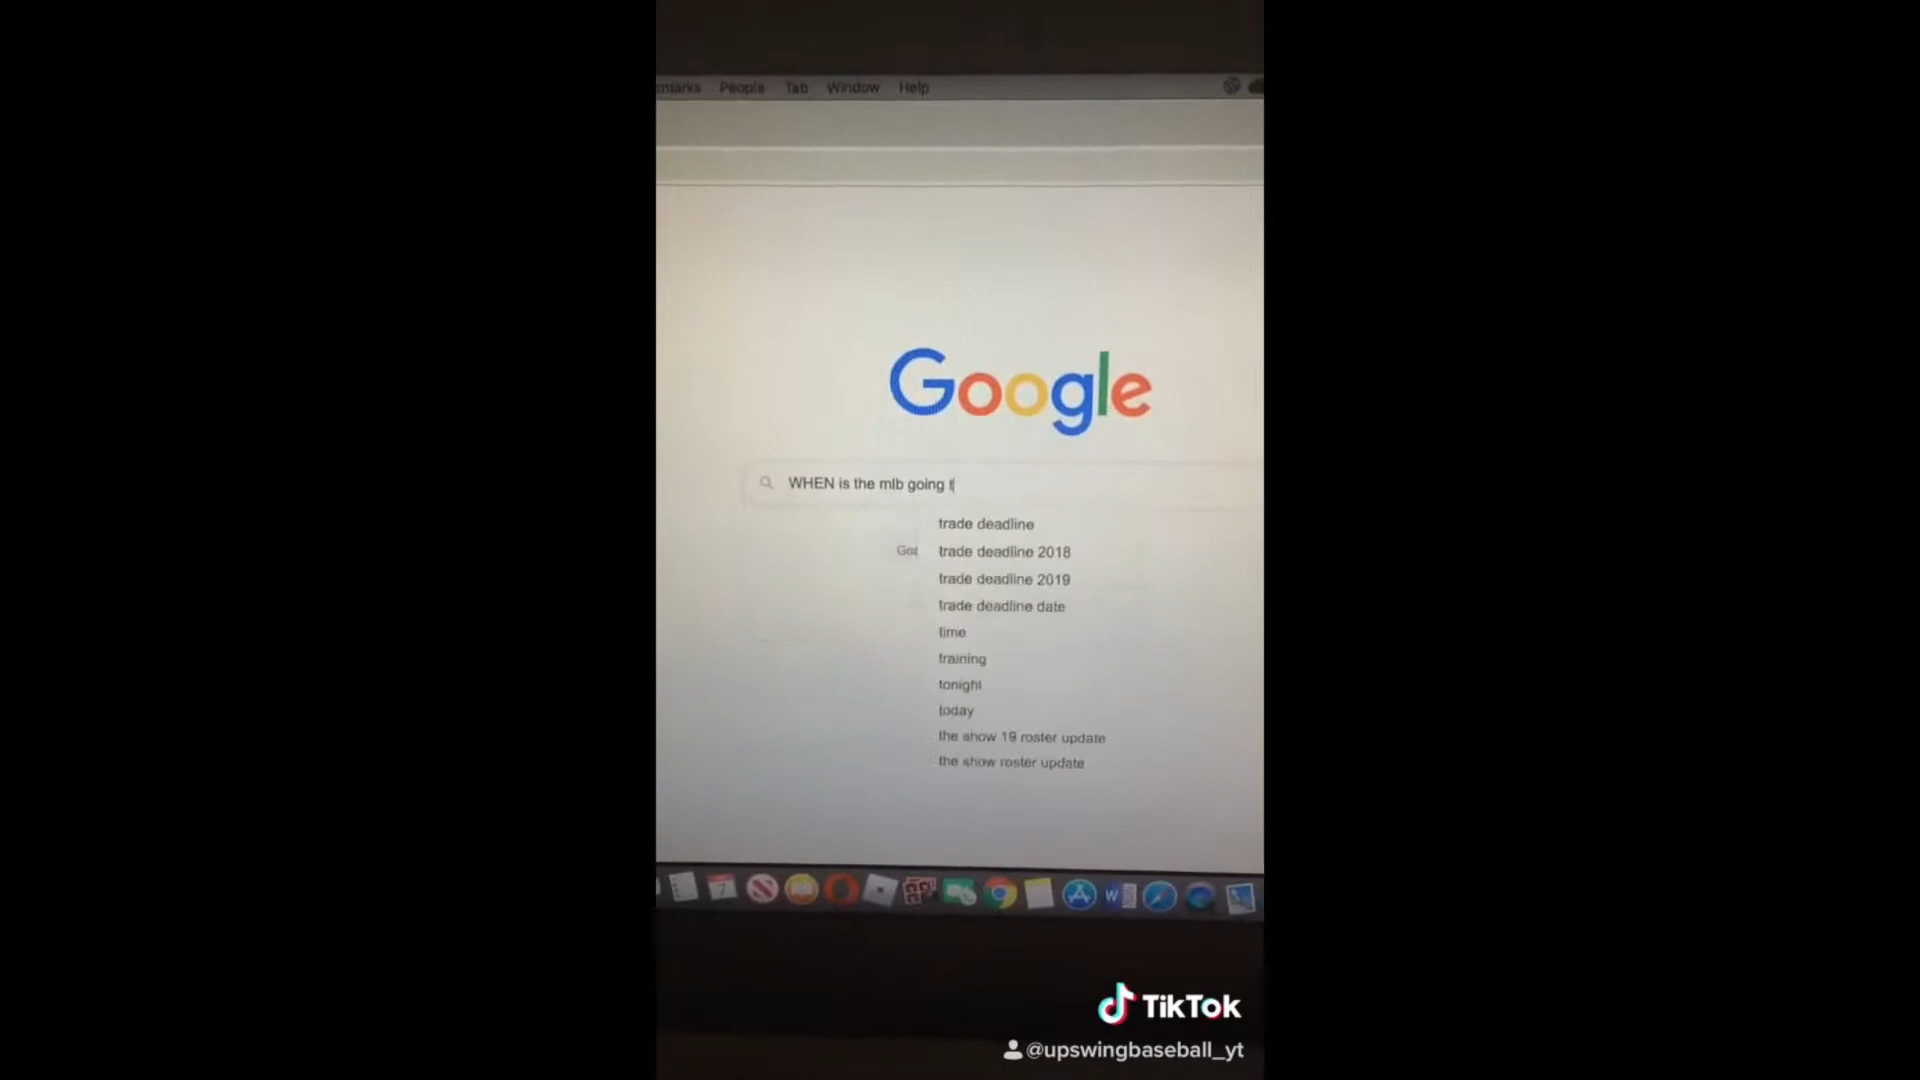 People Tab Window Help
Google
WHEN is the mlb going t
trade deadline
trade deadline 2018
trade deadline 2019
trade deadline date
time
training
tonight
today
the show 19 roster update
the show roster update
TikTok
@upswingbaseball_yt